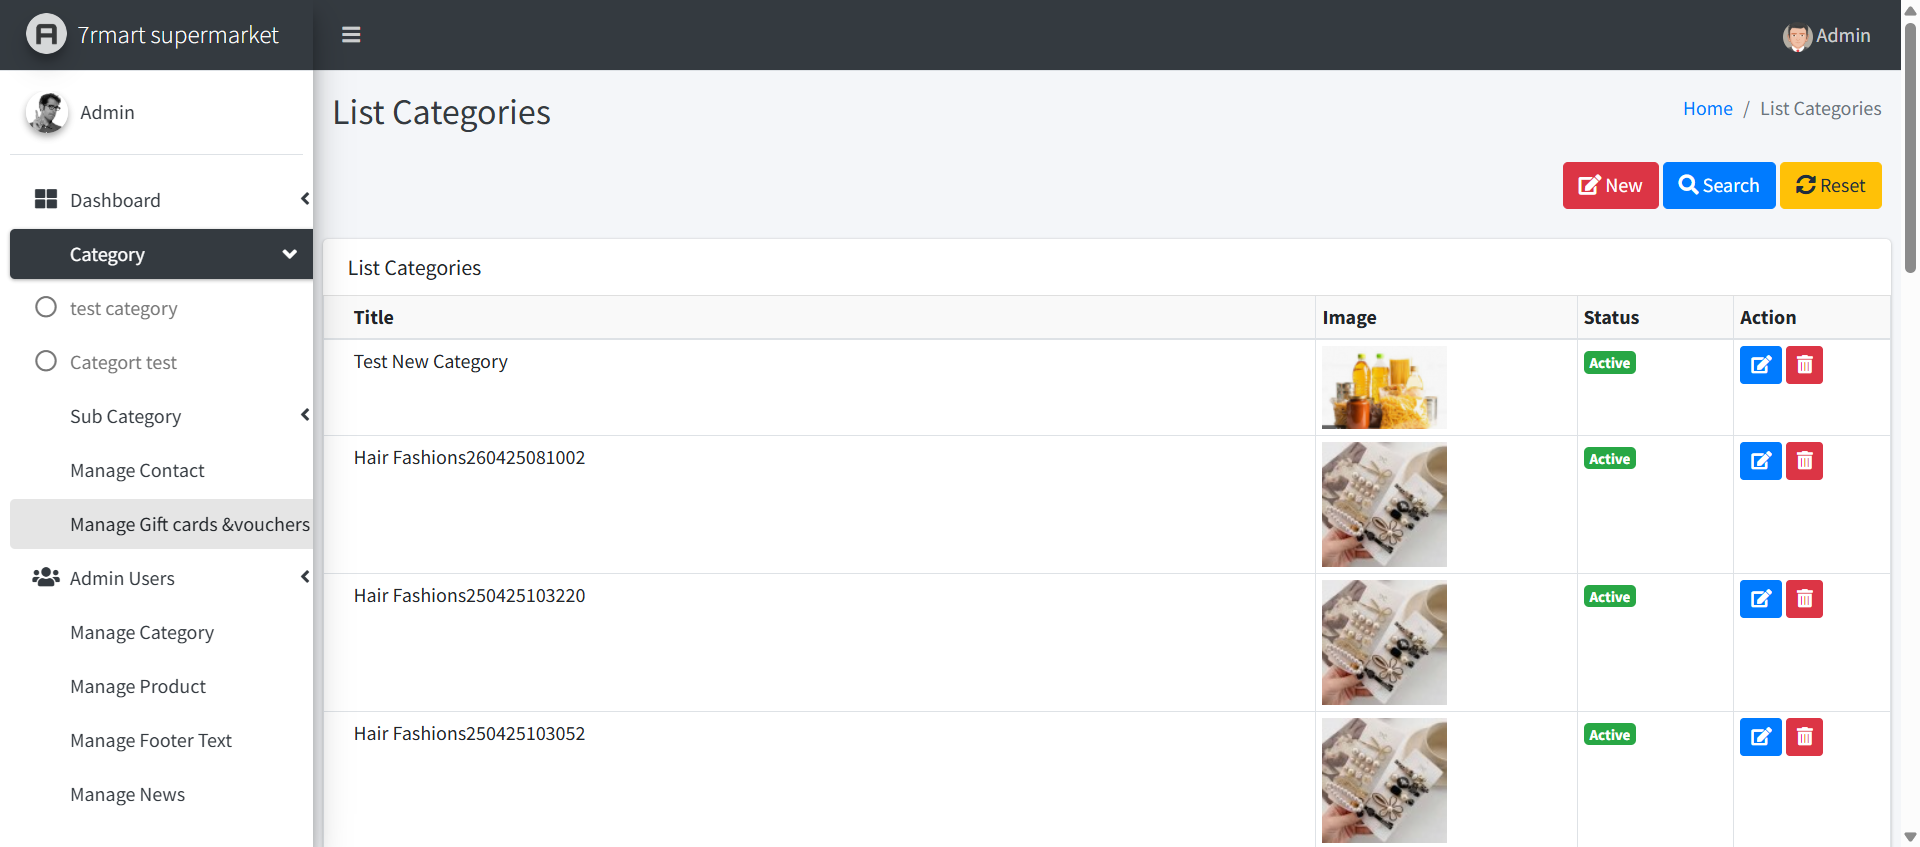 7rmart supermarket
Admin
Admin
List Categories
Home / List Categories
New
Search
Reset
Dashboard
Category
test category
Categort test
Sub Category
Manage Contact
Manage Gift cards &vouchers
Admin Users
Manage Category
Manage Product
Manage Footer Text
Manage News
List Categories
Title Image Status Action
Test New Category Active
Hair Fashions260425081002 Active
Hair Fashions250425103220 Active
Hair Fashions250425103052 Active